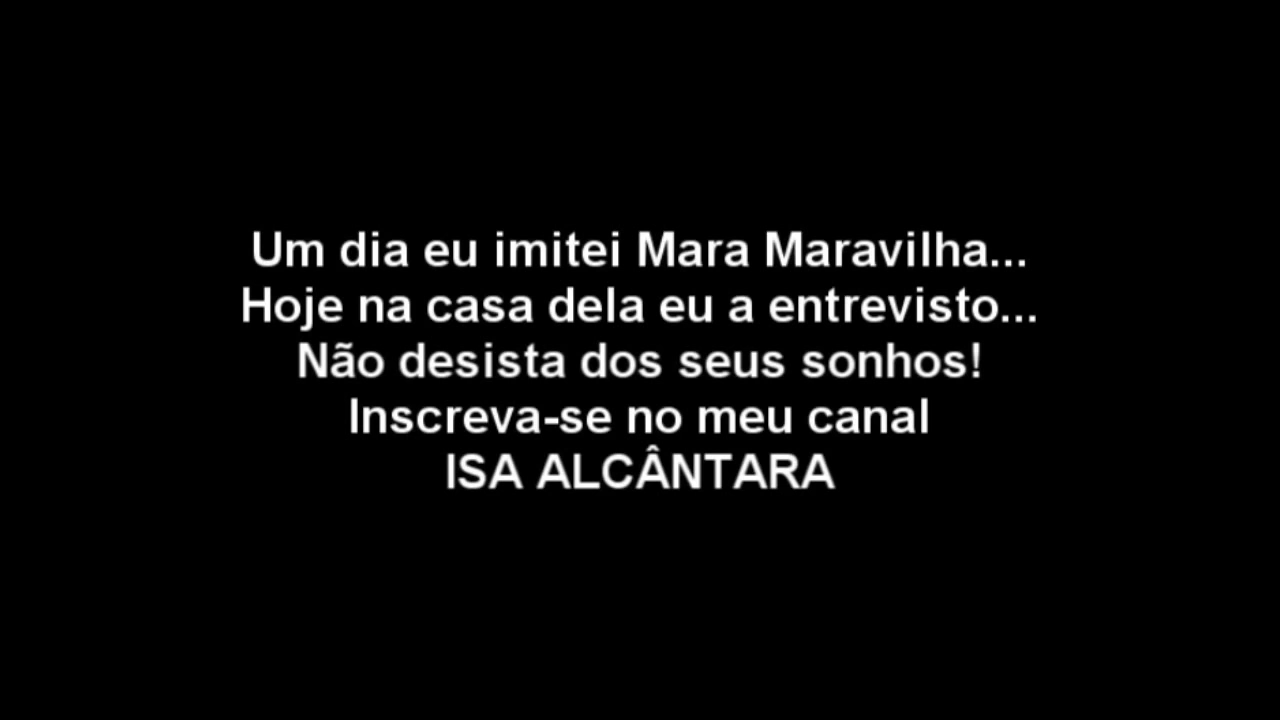 Um dia eu imitei Mara Maravilha...
Hoje na casa dela eu a entrevisto...
Não desista dos seus sonhos!
Inscreva-se no meu canal
ISA ALCÂNTARA